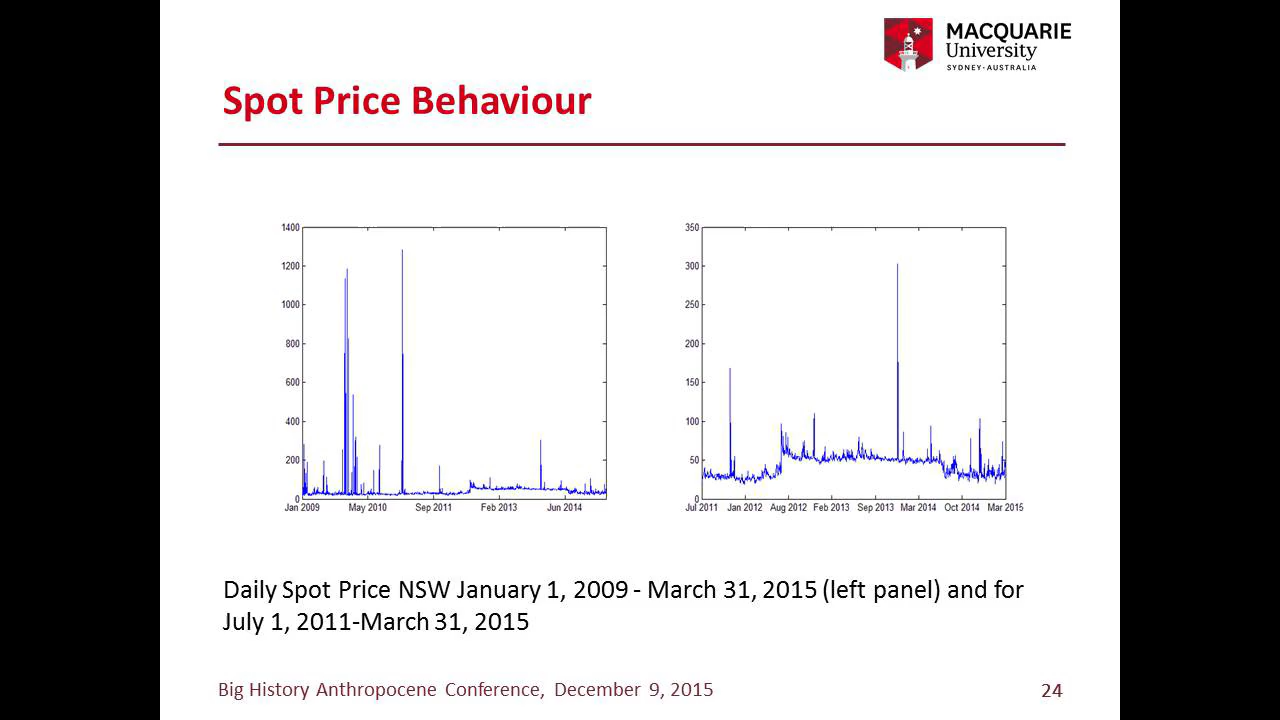 MACQUARIE
University
SYDNEY·AUSTRALIA
Spot Price Behaviour
1400
1200
1000
800
600
400
200
0
Jan 2009 May 2010 Sep 2011 Feb 2013 Jun 2014
350
300
250
200
150
100
50
0
Jul 2011 Jan 2012 Aug 2012 Feb 2013 Sep 2013 Mar 2014 Oct 2014 Mar 2015
Daily Spot Price NSW January 1, 2009 - March 31, 2015 (left panel) and for
July 1, 2011-March 31, 2015
Big History Anthropocene Conference, December 9, 2015
24